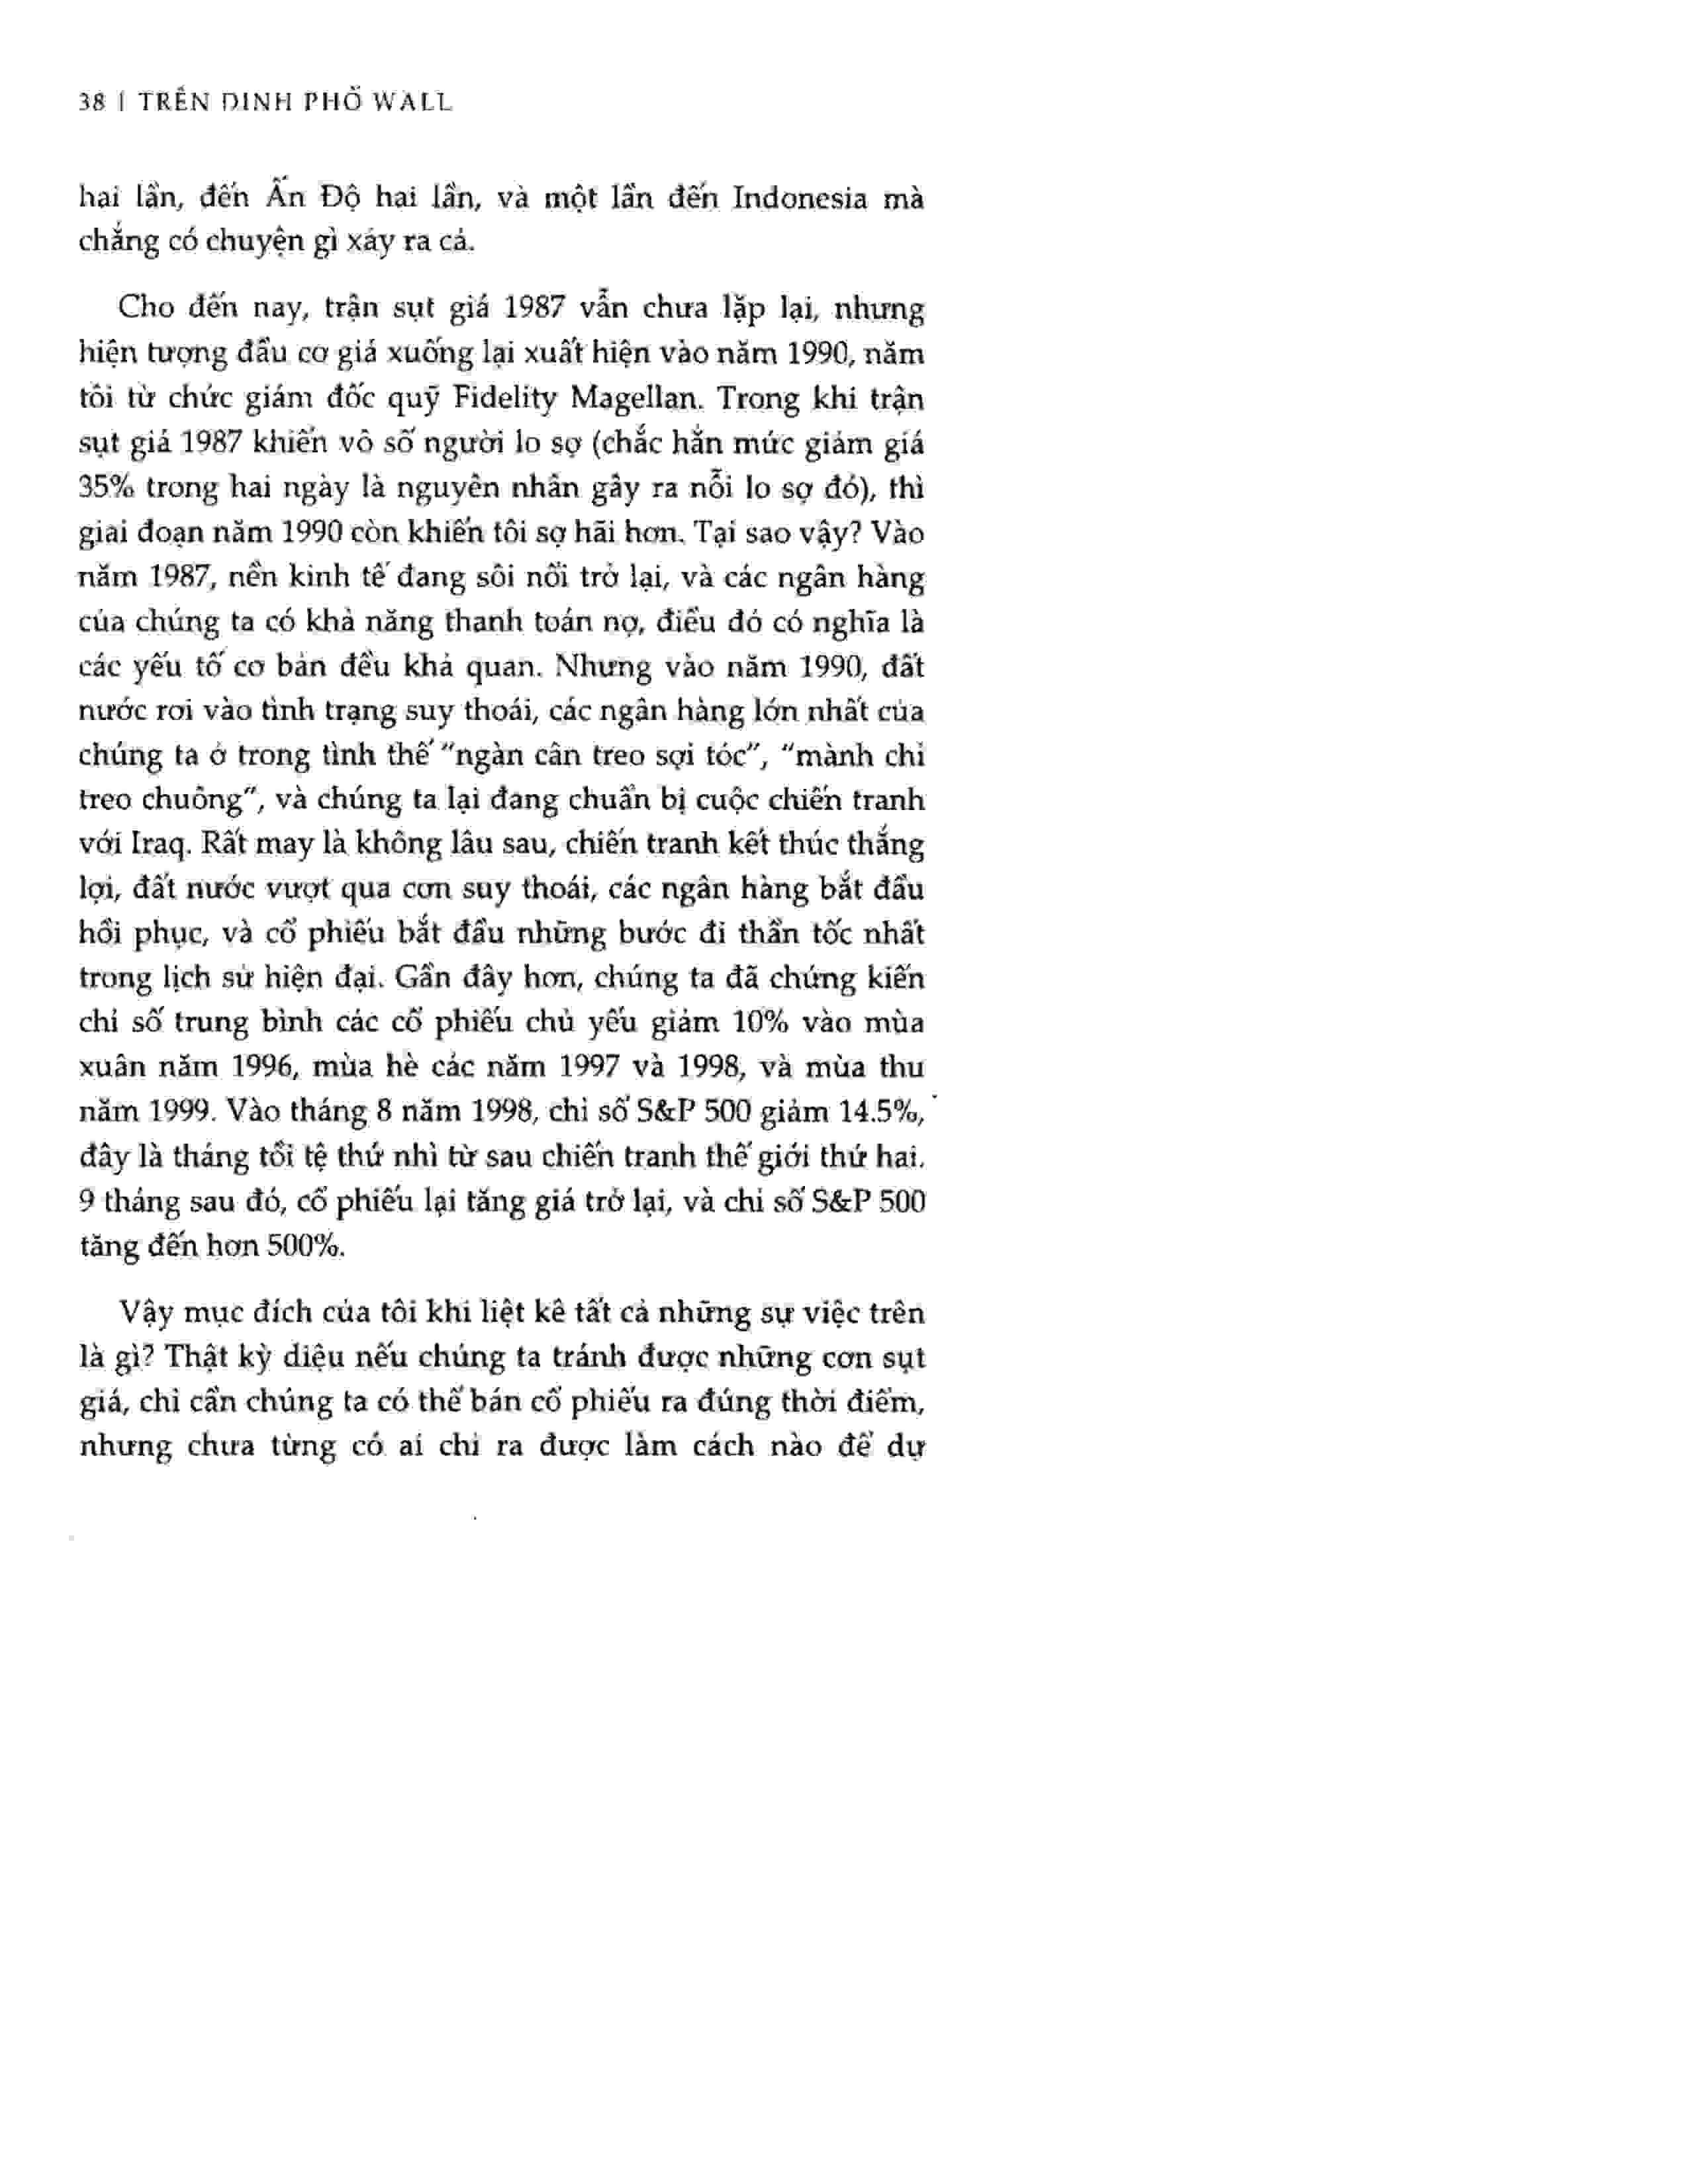 38 | TRÊN ĐỈNH PHỐ WALL
hai lần, đến Ấn Độ hai lần, và một lần đến Indonesia mà
chẳng có chuyện gì xảy ra cả.
Cho đến nay, trận sụt giá 1987 vẫn chưa lặp lại, nhưng
hiện tượng đầu cơ giá xuống lại xuất hiện vào năm 1990, năm
tôi từ chức giám đốc quỹ Fidelity Magellan. Trong khi trận
sụt giá 1987 khiến vô số người lo sợ (chắc hẳn mức giảm giá
35% trong hai ngày là nguyên nhân gây ra nỗi lo sợ đó), thì
giai đoạn năm 1990 còn khiến tôi sợ hãi hơn. Tại sao vậy? Vào
năm 1987, nền kinh tế đang sôi nổi trở lại, và các ngân hàng
của chúng ta có khả năng thanh toán nợ, điều đó có nghĩa là
các yếu tố cơ bản đều khả quan. Nhưng vào năm 1990, đất
nước rơi vào tình trạng suy thoái, các ngân hàng lớn nhất của
chúng ta ở trong tình thế "ngàn cân treo sợi tóc", "mành chỉ
treo chuông", và chúng ta lại đang chuẩn bị cuộc chiến tranh
với Iraq. Rất may là không lâu sau, chiến tranh kết thúc thắng
lợi, đất nước vượt qua cơn suy thoái, các ngân hàng bắt đầu
hồi phục, và cổ phiếu bắt đầu những bước đi thần tốc nhất
trong lịch sử hiện đại. Gần đây hơn, chúng ta đã chứng kiến
chỉ số trung bình các cổ phiếu chủ yếu giảm 10% vào mùa
xuân năm 1996, mùa hè các năm 1997 và 1998, và mùa thu
năm 1999. Vào tháng 8 năm 1998, chỉ số S&P 500 giảm 14.5%,
đây là tháng tồi tệ thứ nhì từ sau chiến tranh thế giới thứ hai.
9 tháng sau đó, cổ phiếu lại tăng giá trở lại, và chỉ số S&P 500
tăng đến hơn 500%.
Vậy mục đích của tôi khi liệt kê tất cả những sự việc trên
là gì? Thật kỳ diệu nếu chúng ta tránh được những cơn sụt
giá, chỉ cần chúng ta có thể bán cổ phiếu ra đúng thời điểm,
nhưng chưa từng có ai chỉ ra được làm cách nào để dự